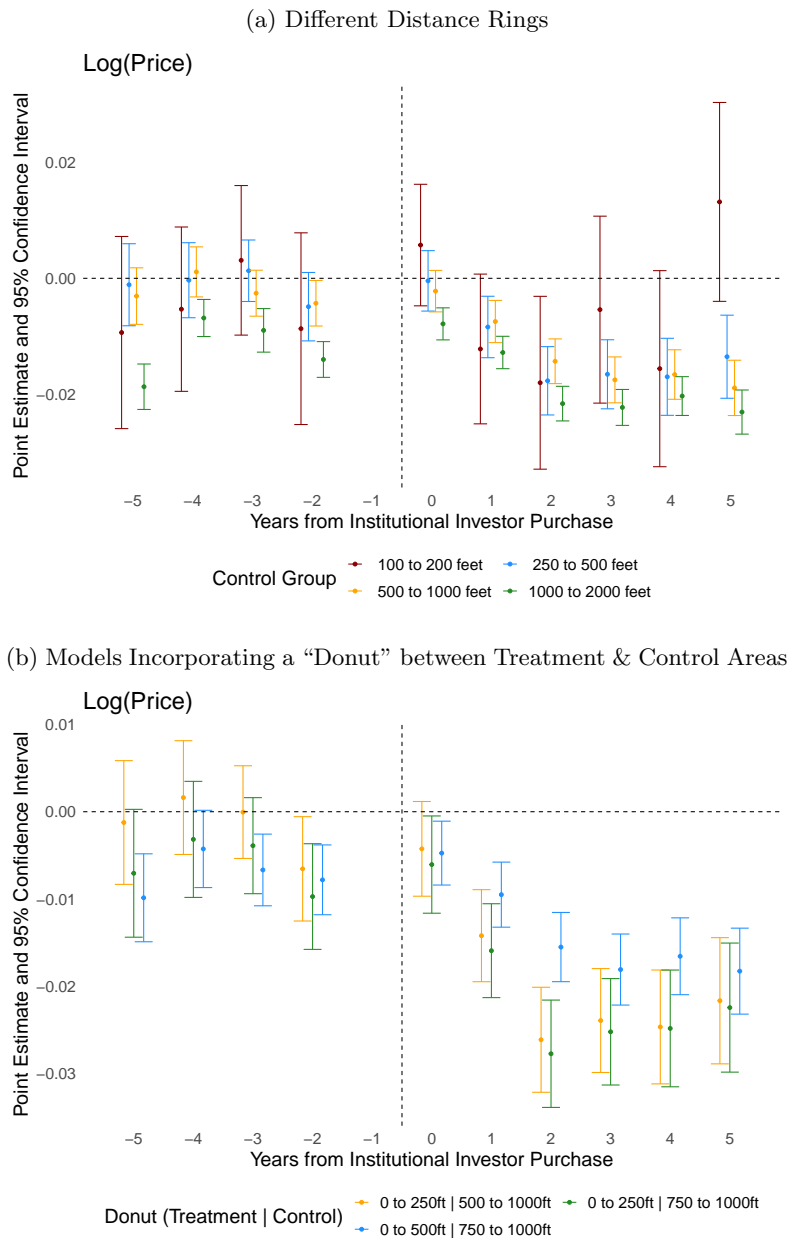 (a) Different Distance Rings
Log(Price)
Point Estimate and 95% Confidence Interval
0.02
0.00
−0.02
−5 −4 −3 −2 −1 0 1 2 3 4 5
Years from Institutional Investor Purchase
Control Group
100 to 200 feet 250 to 500 feet
500 to 1000 feet 1000 to 2000 feet
(b) Models Incorporating a “Donut” between Treatment & Control Areas
Log(Price)
Point Estimate and 95% Confidence Interval
0.01
0.00
−0.01
−0.02
−0.03
−5 −4 −3 −2 −1 0 1 2 3 4 5
Years from Institutional Investor Purchase
Donut (Treatment | Control)
0 to 250ft | 500 to 1000ft 0 to 250ft | 750 to 1000ft
0 to 500ft | 750 to 1000ft